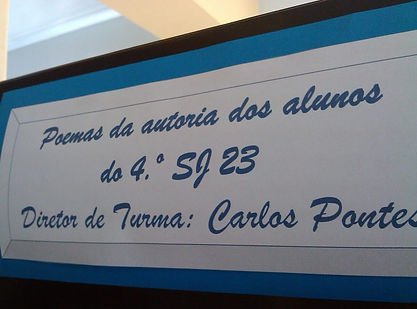 Poemas da autoria dos alunos
do 4.º SJ 23
Diretor de Turma: Carlos Pontes